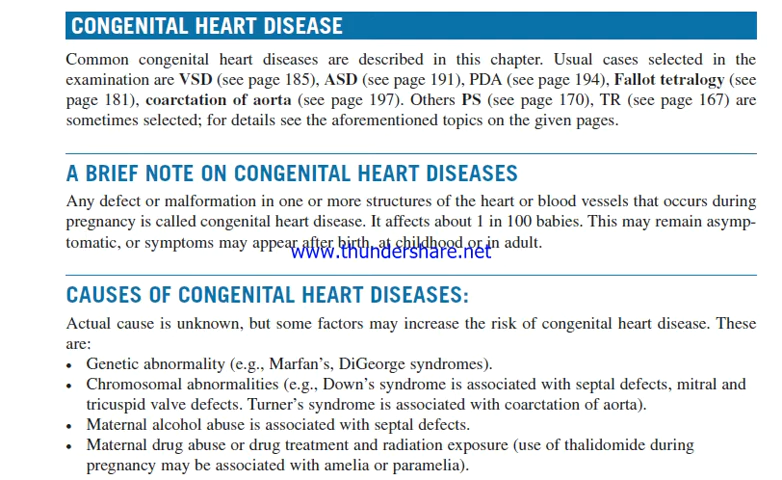 CONGENITAL HEART DISEASE
Common congenital heart diseases are described in this chapter. Usual cases selected in the
examination are VSD (see page 185), ASD (see page 191), PDA (see page 194), Fallot tetralogy (see
page 181), coarctation of aorta (see page 197). Others PS (see page 170), TR (see page 167) are
sometimes selected; for details see the aforementioned topics on the given pages.
A BRIEF NOTE ON CONGENITAL HEART DISEASES
Any defect or malformation in one or more structures of the heart or blood vessels that occurs during
pregnancy is called congenital heart disease. It affects about 1 in 100 babies. This may remain asymp-
tomatic, or symptoms may appear after birth, at childhood or in adult.
www.thundershare.net
CAUSES OF CONGENITAL HEART DISEASES:
Actual cause is unknown, but some factors may increase the risk of congenital heart disease. These
are:
• Genetic abnormality (e.g., Marfan's, DiGeorge syndromes).
• Chromosomal abnormalities (e.g., Down's syndrome is associated with septal defects, mitral and
tricuspid valve defects. Turner's syndrome is associated with coarctation of aorta).
• Maternal alcohol abuse is associated with septal defects.
• Maternal drug abuse or drug treatment and radiation exposure (use of thalidomide during
pregnancy may be associated with amelia or paramelia).